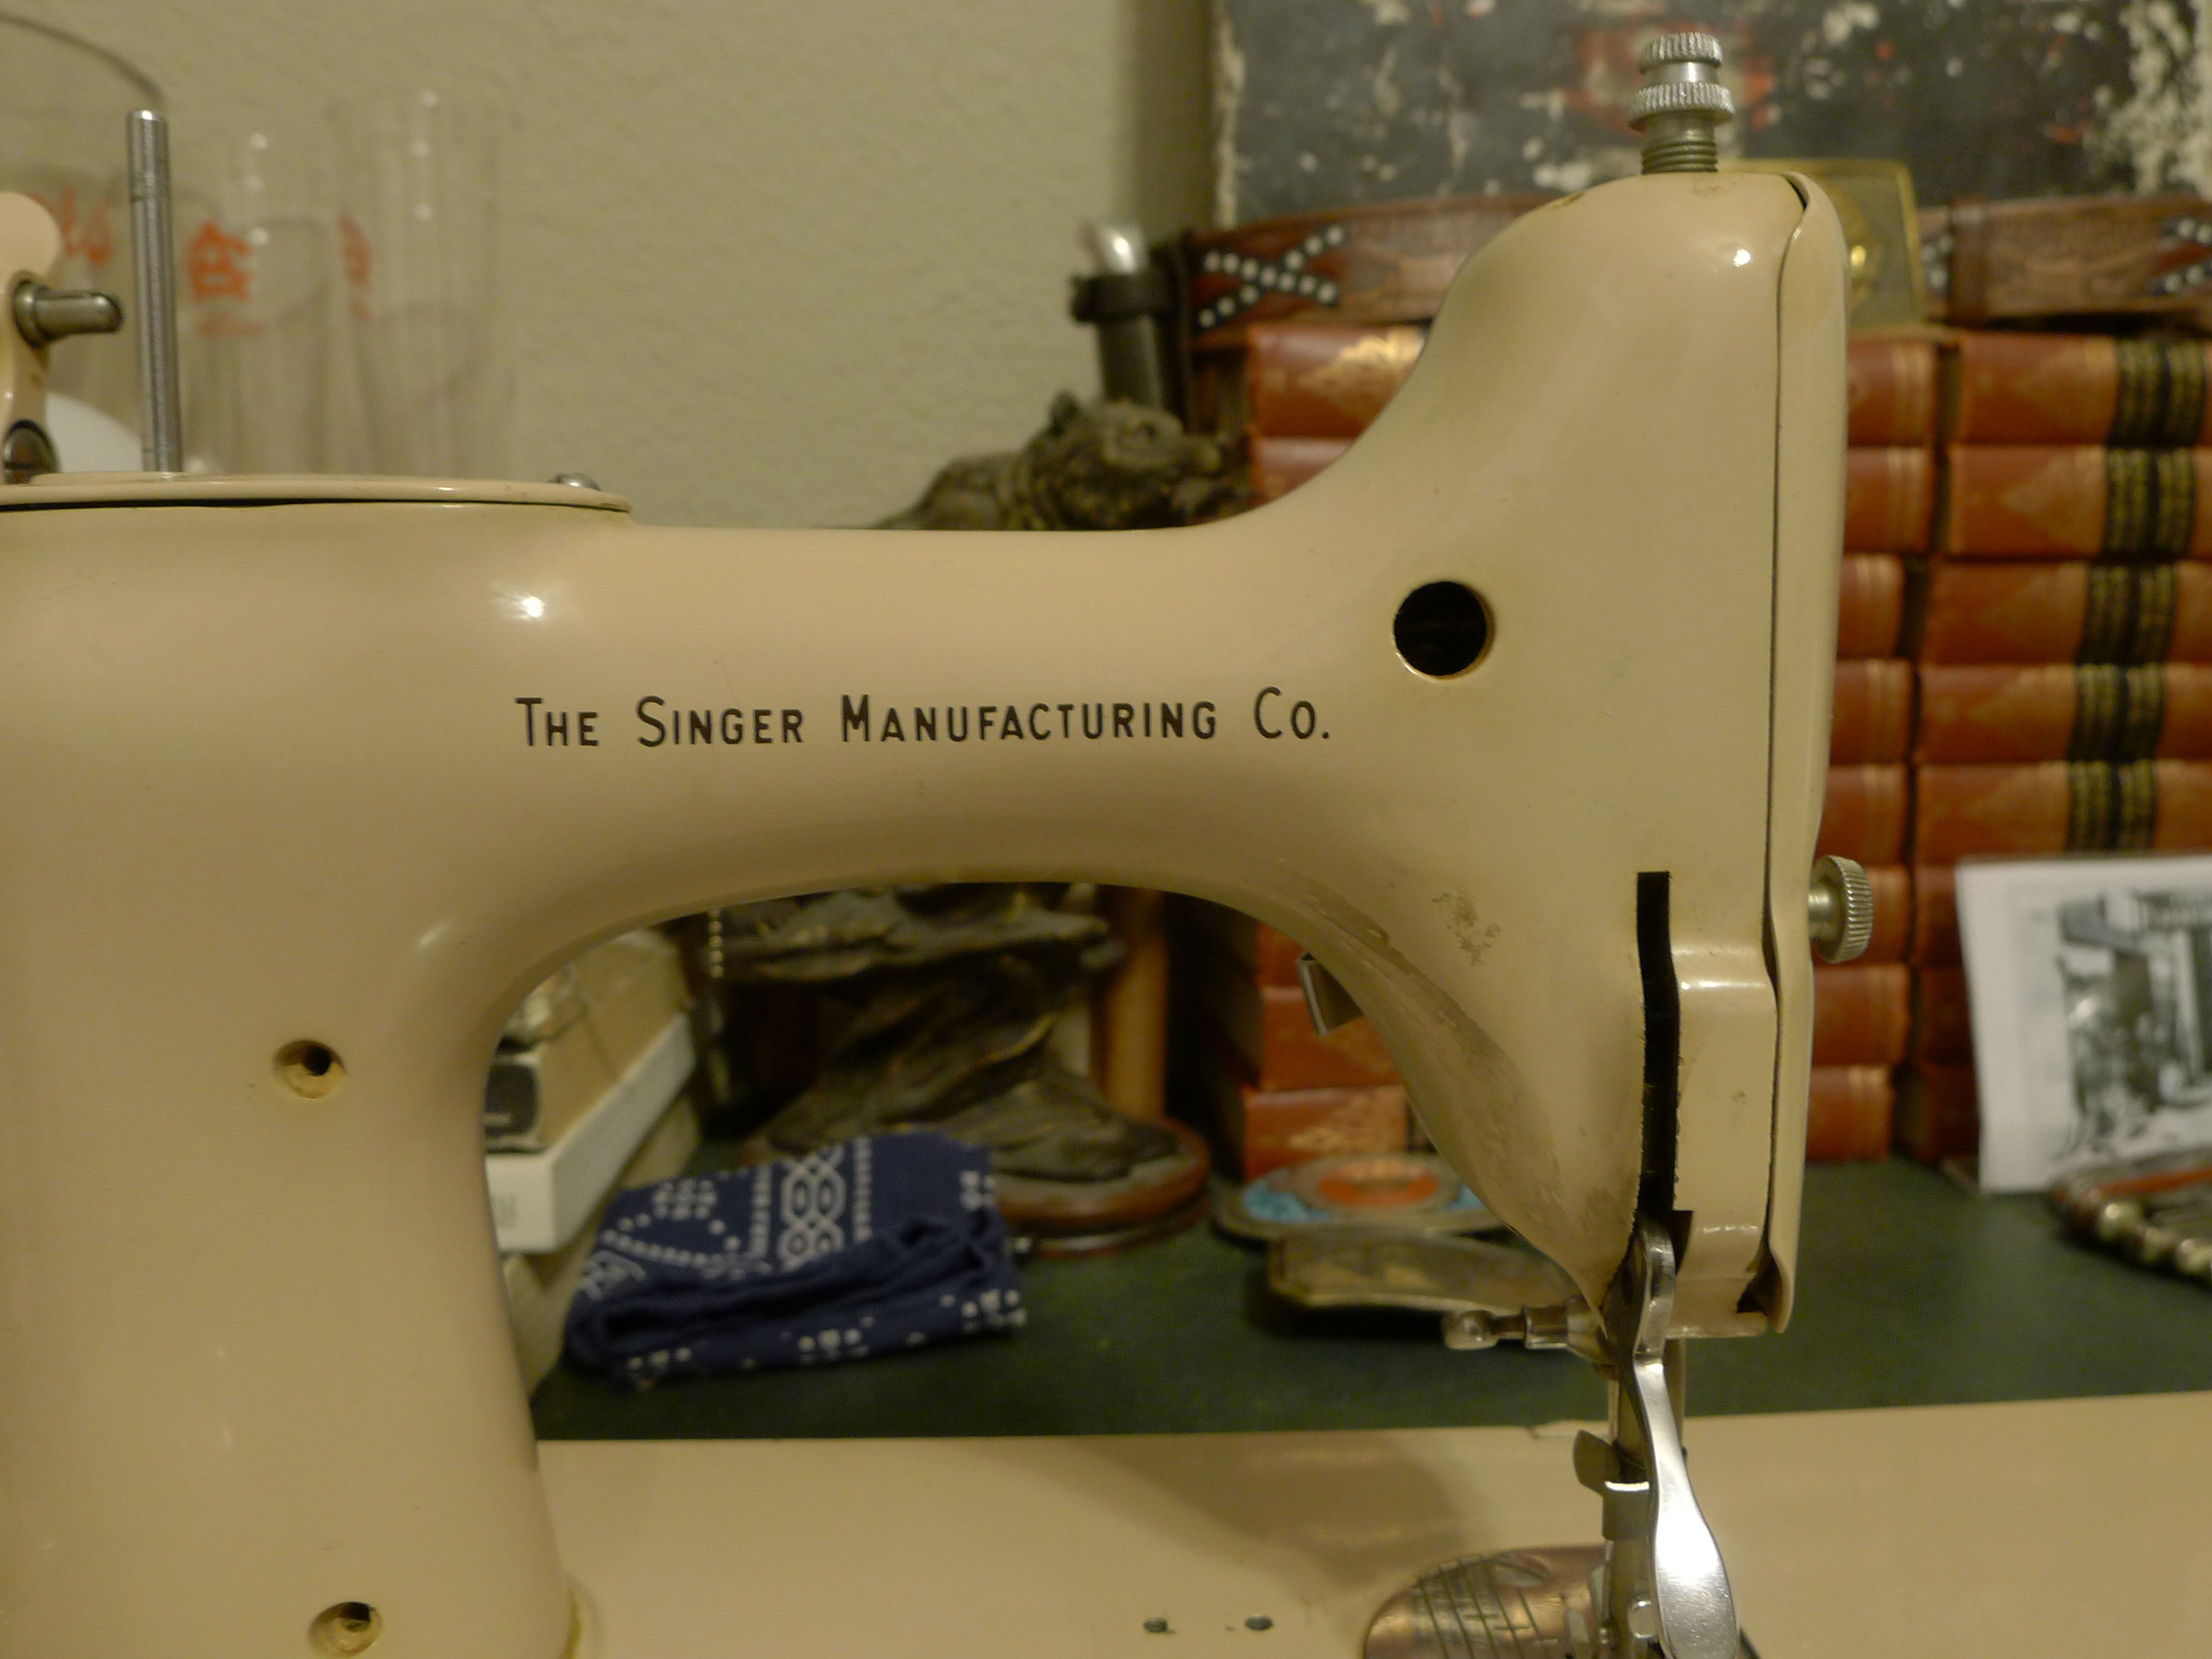 The Singer Manufacturing Co.